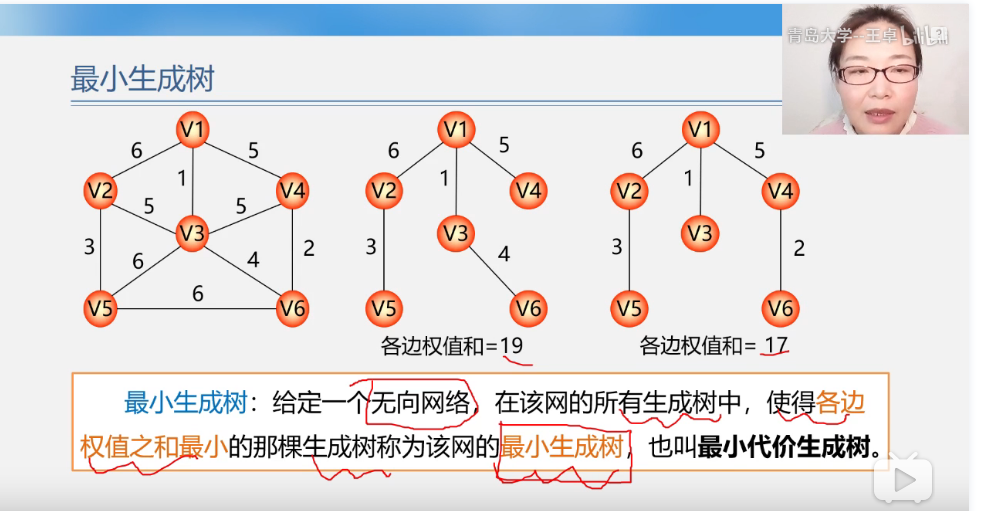 青岛大学-王卓
最小生成树
V1
6 5
V2 1 V4
5 5
V3
3 6 4 2
6
V5 V6
V1
6 5
V2 1 V4
V3
3 4
V5 V6
各边权值和=19
V1
6 5
V2 1 V4
V3
3 2
V5 V6
各边权值和= 17
最小生成树：给定一个无向网络，在该网的所有生成树中，使得各边
权值之和最小的那棵生成树称为该网的最小生成树，也叫最小代价生成树。